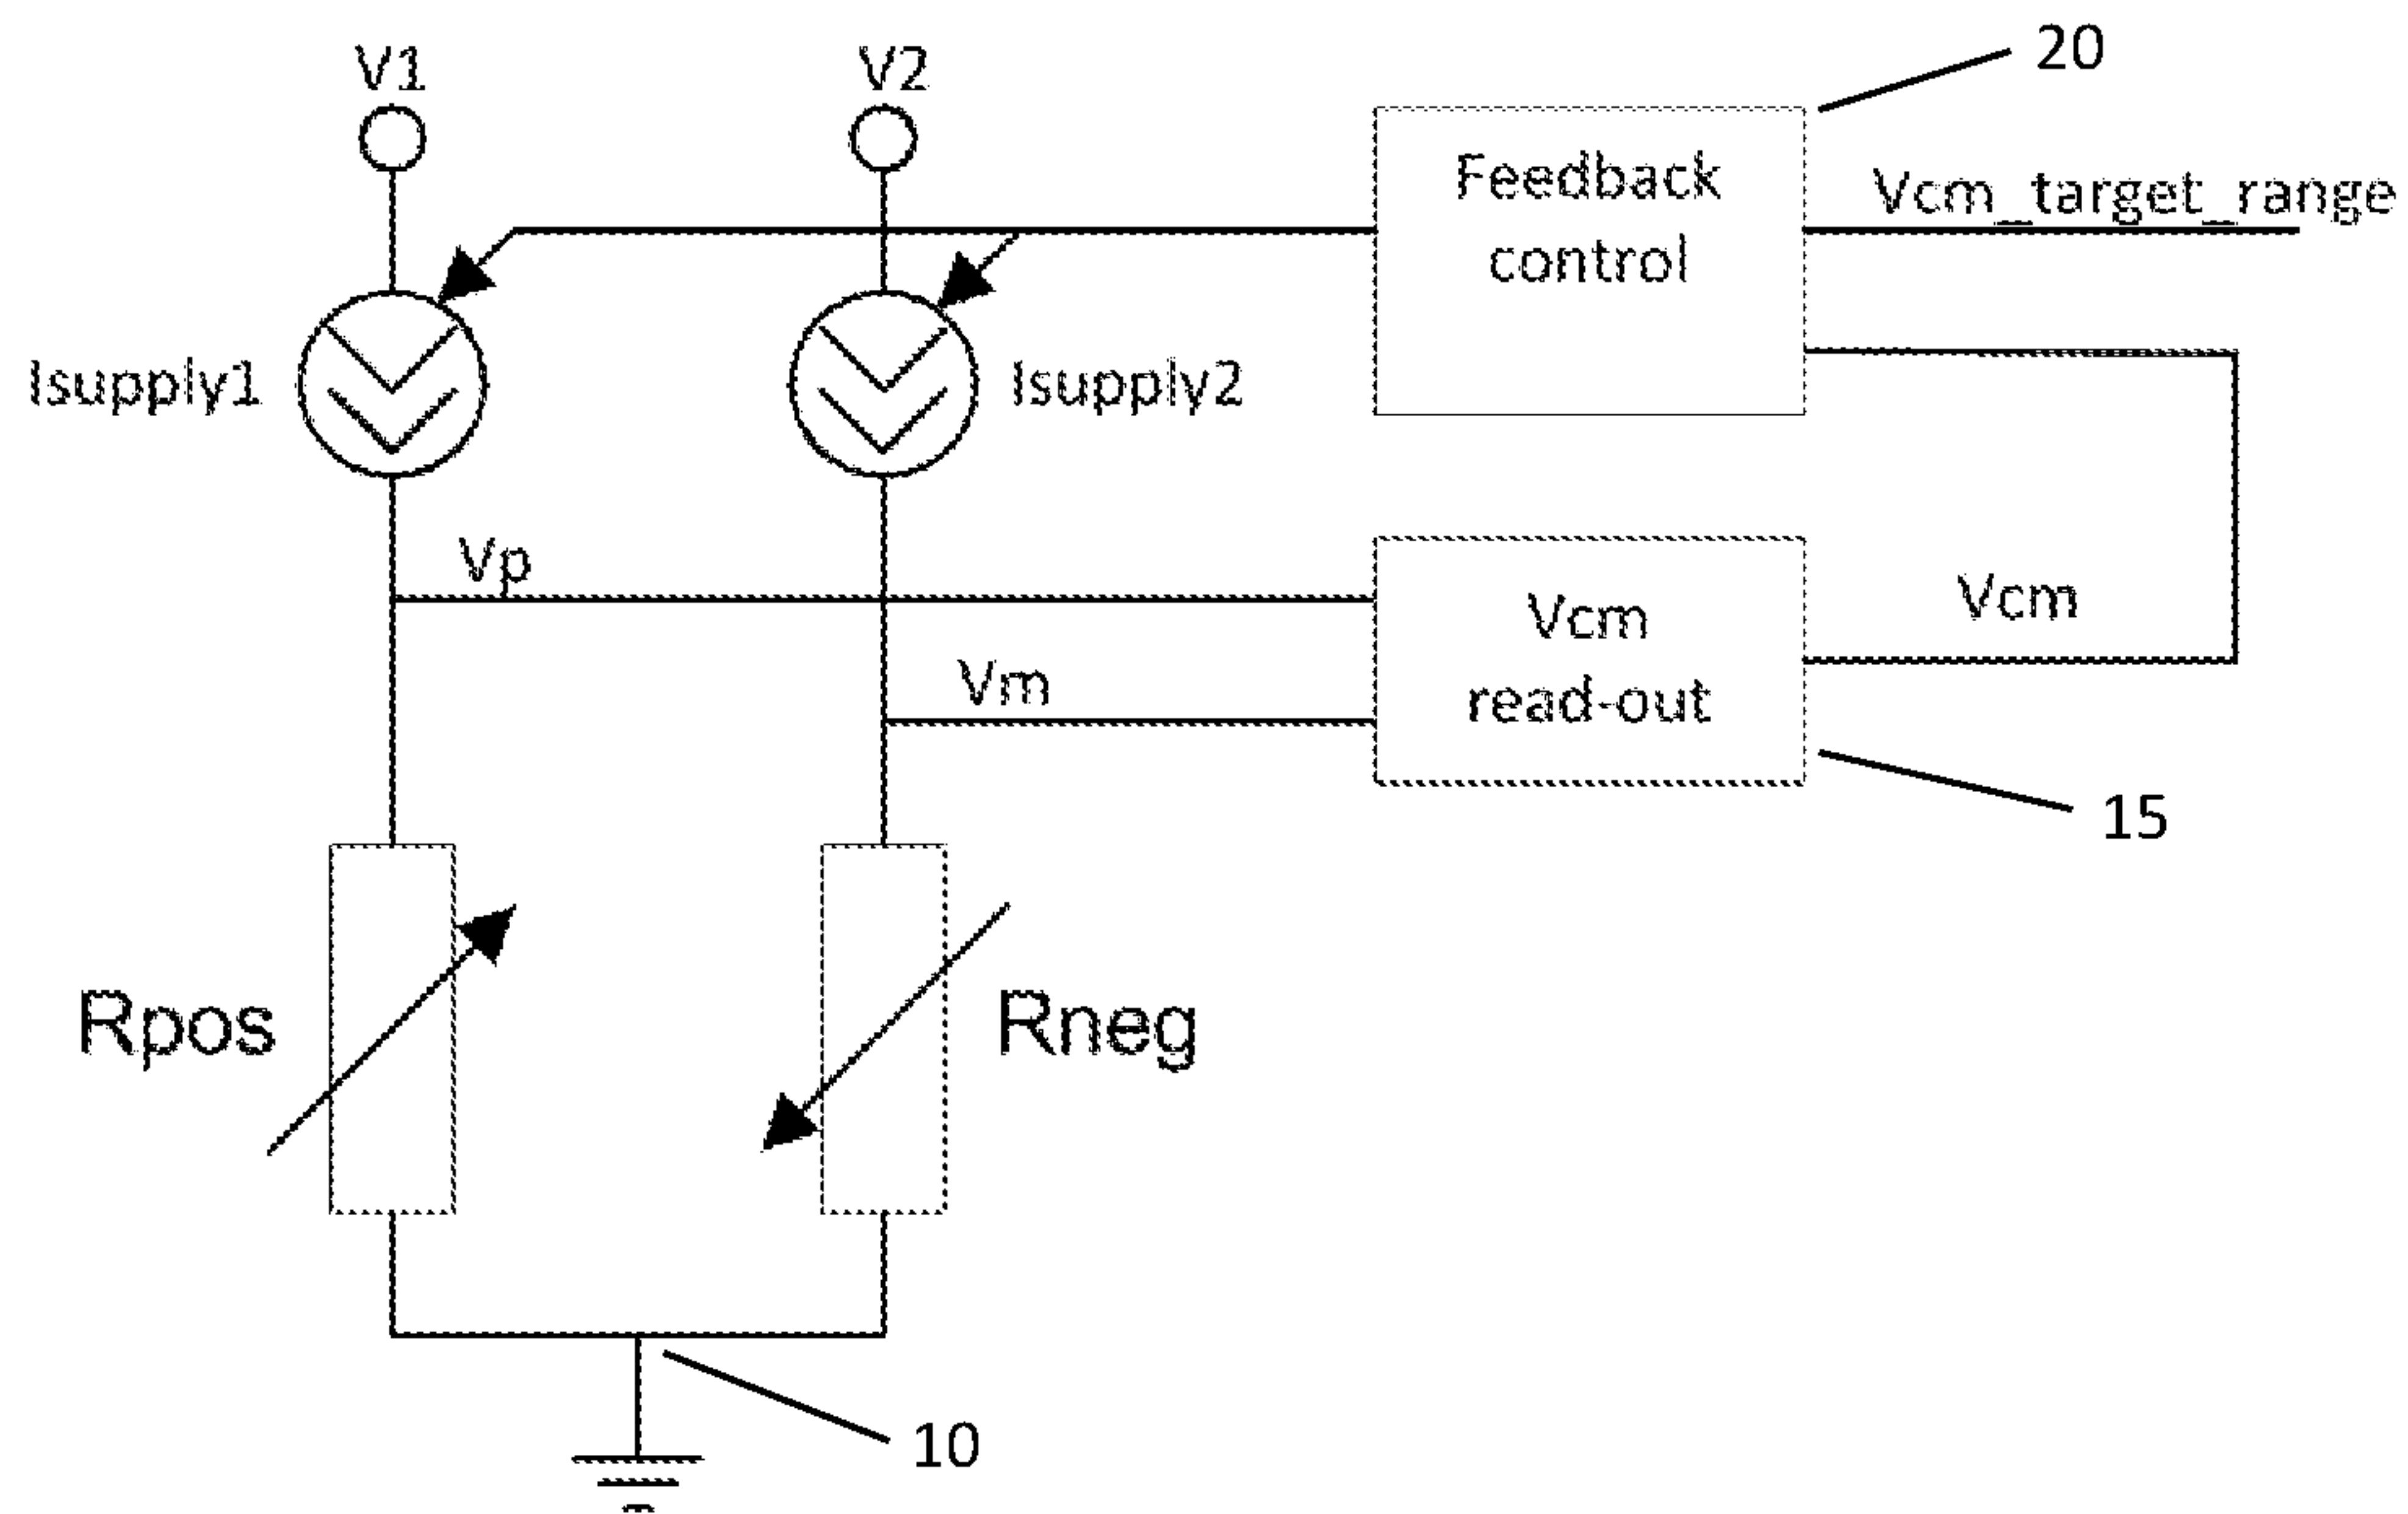 V1
V2
20
Feedback
control
Vcm_target_range
Isupply1
Isupply2
Vp
Vcm
read-out
Vcm
Vm
15
Rpos
Rneg
10